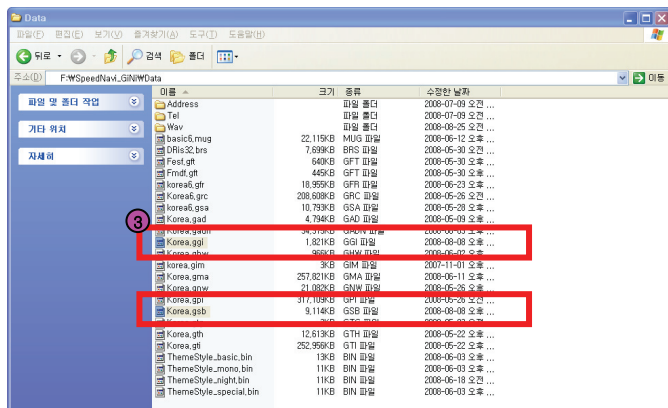 Data
파일(F) 편집(E) 보기(V) 즐겨찾기(A) 도구(T) 도움말(H)
뒤로 검색 폴더
주소(D) F:₩SpeedNavi_GiNi₩Data 이동
파일 및 폴더 작업
기타 위치
자세히
이름 크기 종류 수정한 날짜
Address 파일 폴더 2008-07-09 오전 ...
Tel 파일 폴더 2008-07-09 오전 ...
Wav 파일 폴더 2008-08-25 오전 ...
basic6.mug 22,115KB MUG 파일 2008-06-12 오후 ...
DRIs32.brs 7,699KB BRS 파일 2008-05-30 오전 ...
Fest.gft 640KB GFT 파일 2008-05-30 오후 ...
Fmdf.gft 445KB GFT 파일 2008-05-30 오후 ...
korea6.gfr 18,955KB GFR 파일 2008-06-23 오후 ...
Korea6.grc 208,608KB GRC 파일 2008-05-26 오전 ...
korea6.gsa 10,793KB GSA 파일 2008-05-28 오후 ...
Korea.gad 4,794KB GAD 파일 2008-05-09 오후 ...
③
Korea.ggi 1,821KB GGI 파일 2008-08-08 오후 ...
korea.gim 3KB GIM 파일 2007-11-01 오후 ...
Korea.gma 257,821KB GMA 파일 2008-06-11 오후 ...
Korea.gnw 21,082KB GNW 파일 2008-05-26 오후 ...
Korea.gpi 317,109KB GPI 파일 2008-05-26 오전 ...
Korea.gsb 9,114KB GSB 파일 2008-08-08 오후 ...
Korea.gth 12,613KB GTH 파일 2008-05-22 오후 ...
Korea.gti 252,956KB GTI 파일 2008-05-22 오후 ...
ThemeStyle_basic.bin 13KB BIN 파일 2008-06-03 오후 ...
ThemeStyle_mono.bin 11KB BIN 파일 2008-06-03 오후 ...
ThemeStyle_night.bin 11KB BIN 파일 2008-06-18 오전 ...
ThemeStyle_special.bin 11KB BIN 파일 2008-06-03 오후 ...